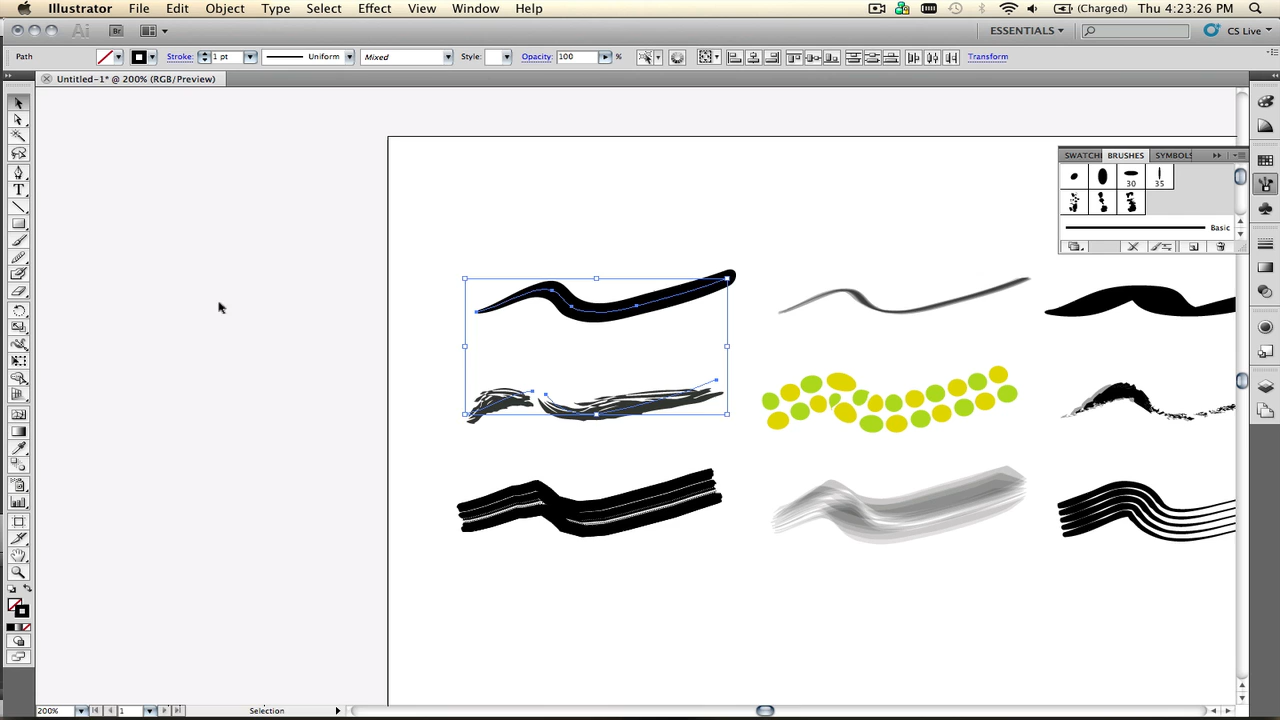 Illustrator File Edit Object Type Select Effect View Window Help (Charged) Thu 4:23:26 PM
Ai Br ESSENTIALS CS Live
Path Stroke: 1 pt Uniform Mixed Style: Opacity: 100 % Transform
Untitled-1* @ 200% (RGB/Preview)
SWATCH BRUSHES SYMBOLS
30 35
Basic
T
200% 1 Selection